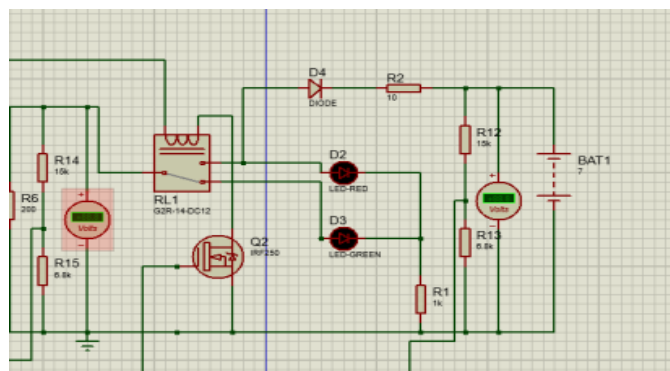 D4
DIODE
R2
10
R14
15k
R6
200
+
Volts
RL1
G2R-14-DC12
D2
LED-RED
D3
LED-GREEN
Q2
IRF250
R15
6.8k
R12
15k
+
Volts
R13
6.8k
BAT1
7
R1
1k